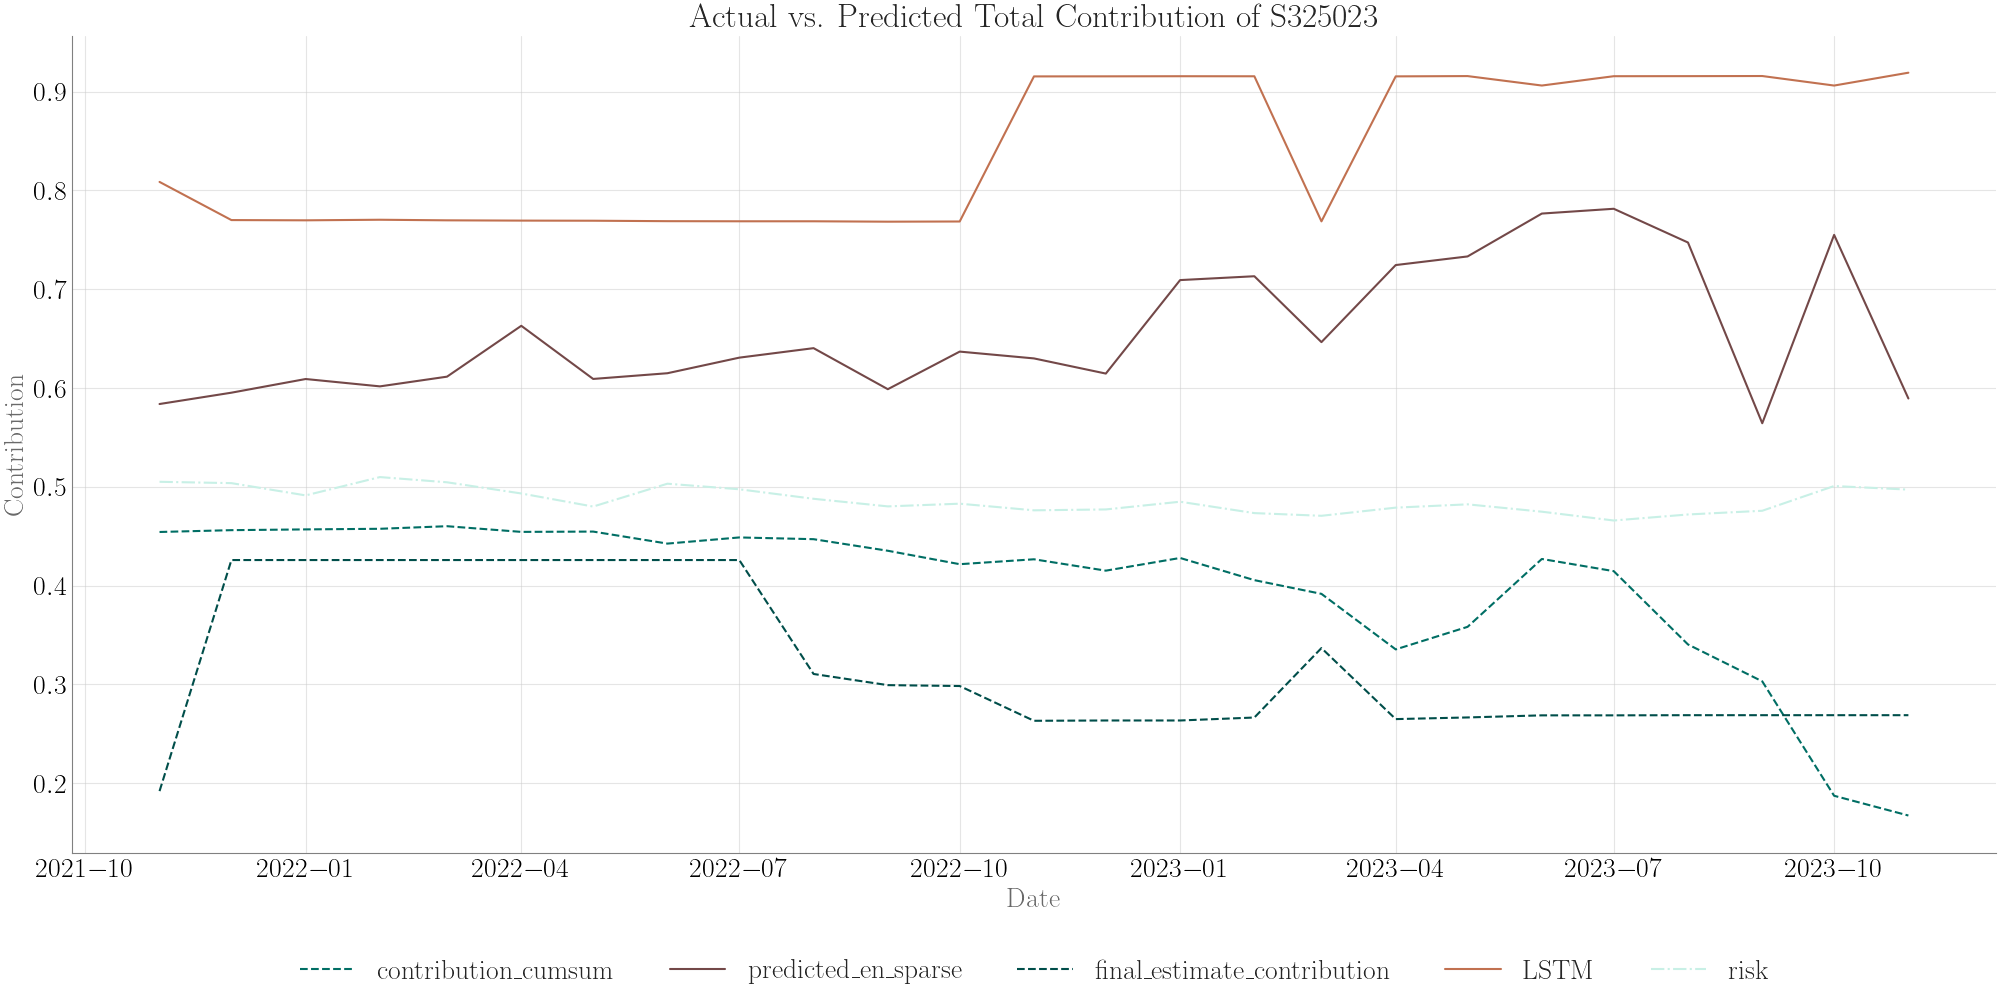 Actual vs. Predicted Total Contribution of S325023
0.9
0.8
0.7
0.6
0.5
0.4
0.3
0.2
Contribution
2021−10 2022−01 2022−04 2022−07 2022−10 2023−01 2023−04 2023−07 2023−10
Date
contribution_cumsum predicted_en_sparse final_estimate_contribution LSTM risk